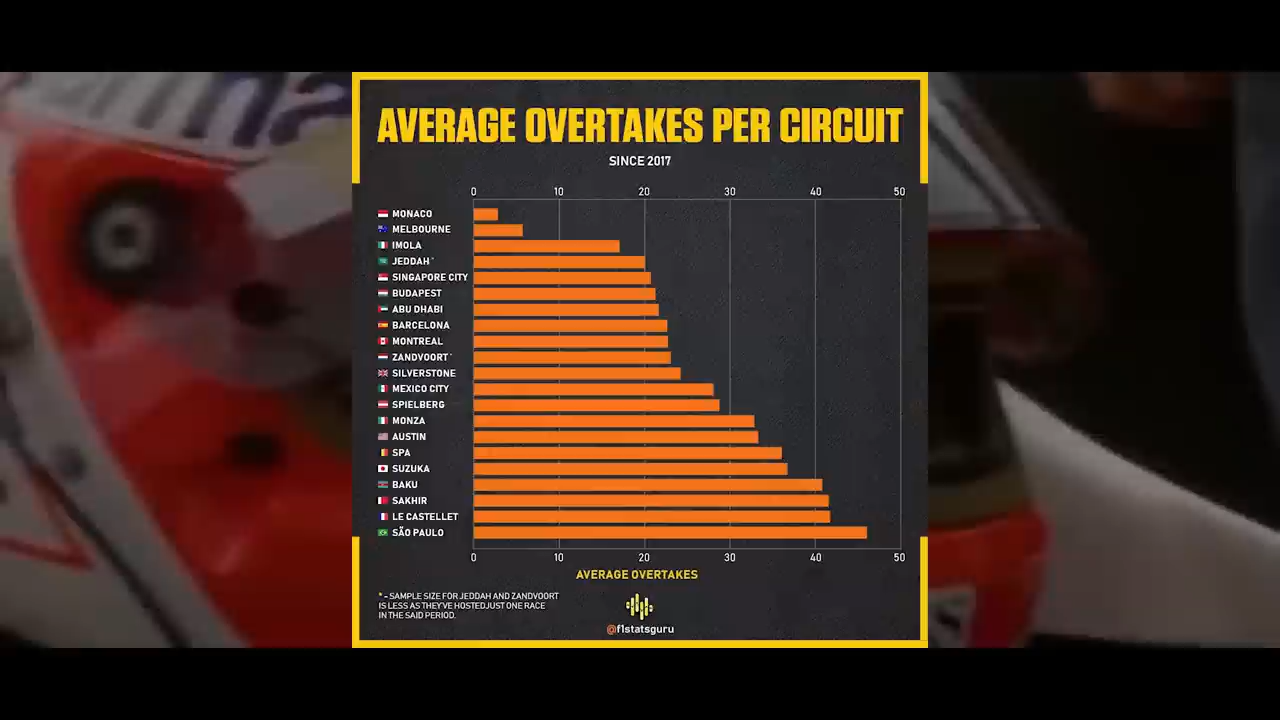 AVERAGE OVERTAKES PER CIRCUIT
SINCE 2017
0 10 20 30 40 50
MONACO
MELBOURNE
IMOLA
JEDDAH*
SINGAPORE CITY
BUDAPEST
ABU DHABI
BARCELONA
MONTREAL
ZANDVOORT*
SILVERSTONE
MEXICO CITY
SPIELBERG
MONZA
AUSTIN
SPA
SUZUKA
BAKU
SAKHIR
LE CASTELLET
SÃO PAULO
0 10 20 30 40 50
AVERAGE OVERTAKES
* - SAMPLE SIZE FOR JEDDAH AND ZANDVOORT
IS LESS AS THEY'VE HOSTED JUST ONE RACE
IN THE SAID PERIOD.
@f1statsguru